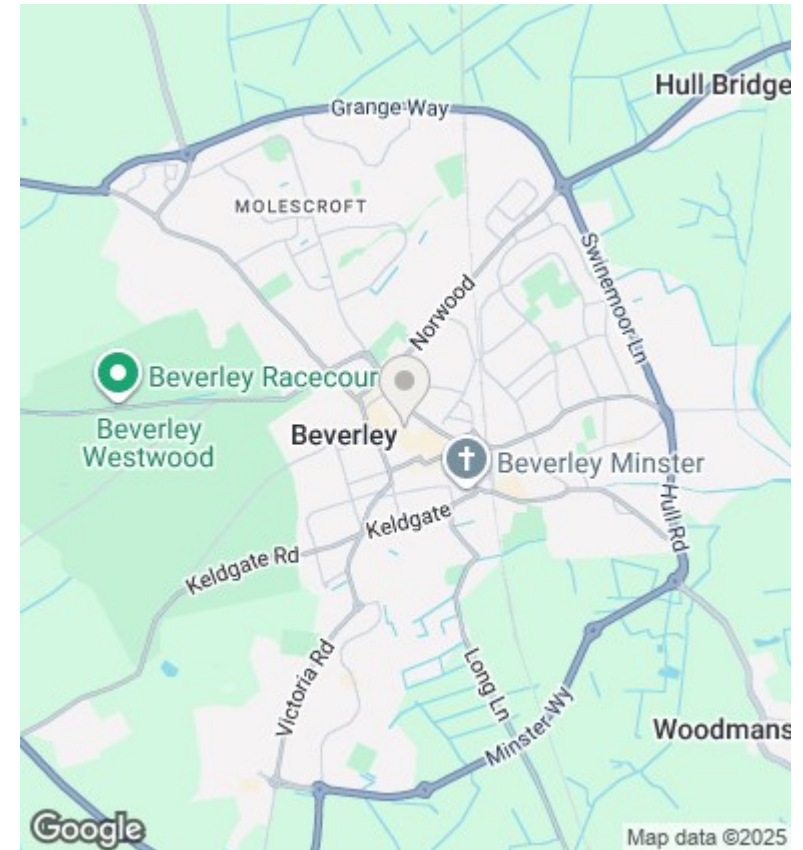 Hull Bridge
Grange Way
MOLESCROFT
Swinemoor Ln
Norwood
Beverley Racecour
Beverley
Westwood
Beverley
Beverley Minster
Keldgate
Hull Rd
Keldgate Rd
Victoria Rd
Long Ln
Minster Wy
Woodmans
Google
Map data ©2025